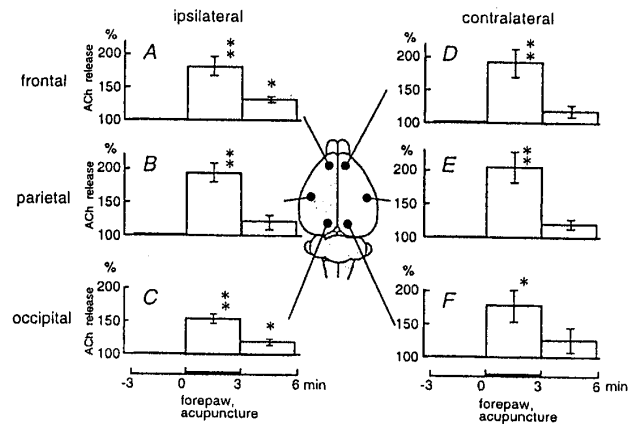 ipsilateral
contralateral
frontal
parietal
occipital
%
ACh release
200
150
100
A
**
*
%
200
150
100
D
**
%
ACh release
200
150
100
B
**
%
200
150
100
E
**
%
ACh release
200
150
100
C
**
*
%
200
150
100
F
*
-3 0 3 6 min
forepaw,
acupuncture
-3 0 3 6 min
forepaw,
acupuncture